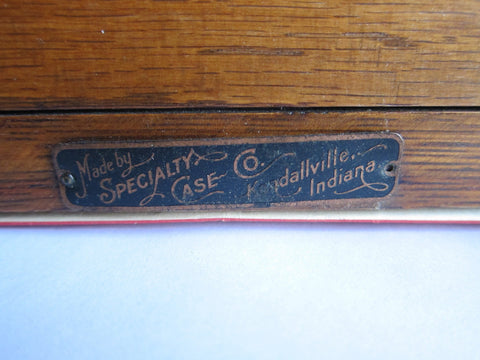 Made by
SPECIALTY
CASE CO.
Kendallville,
Indiana